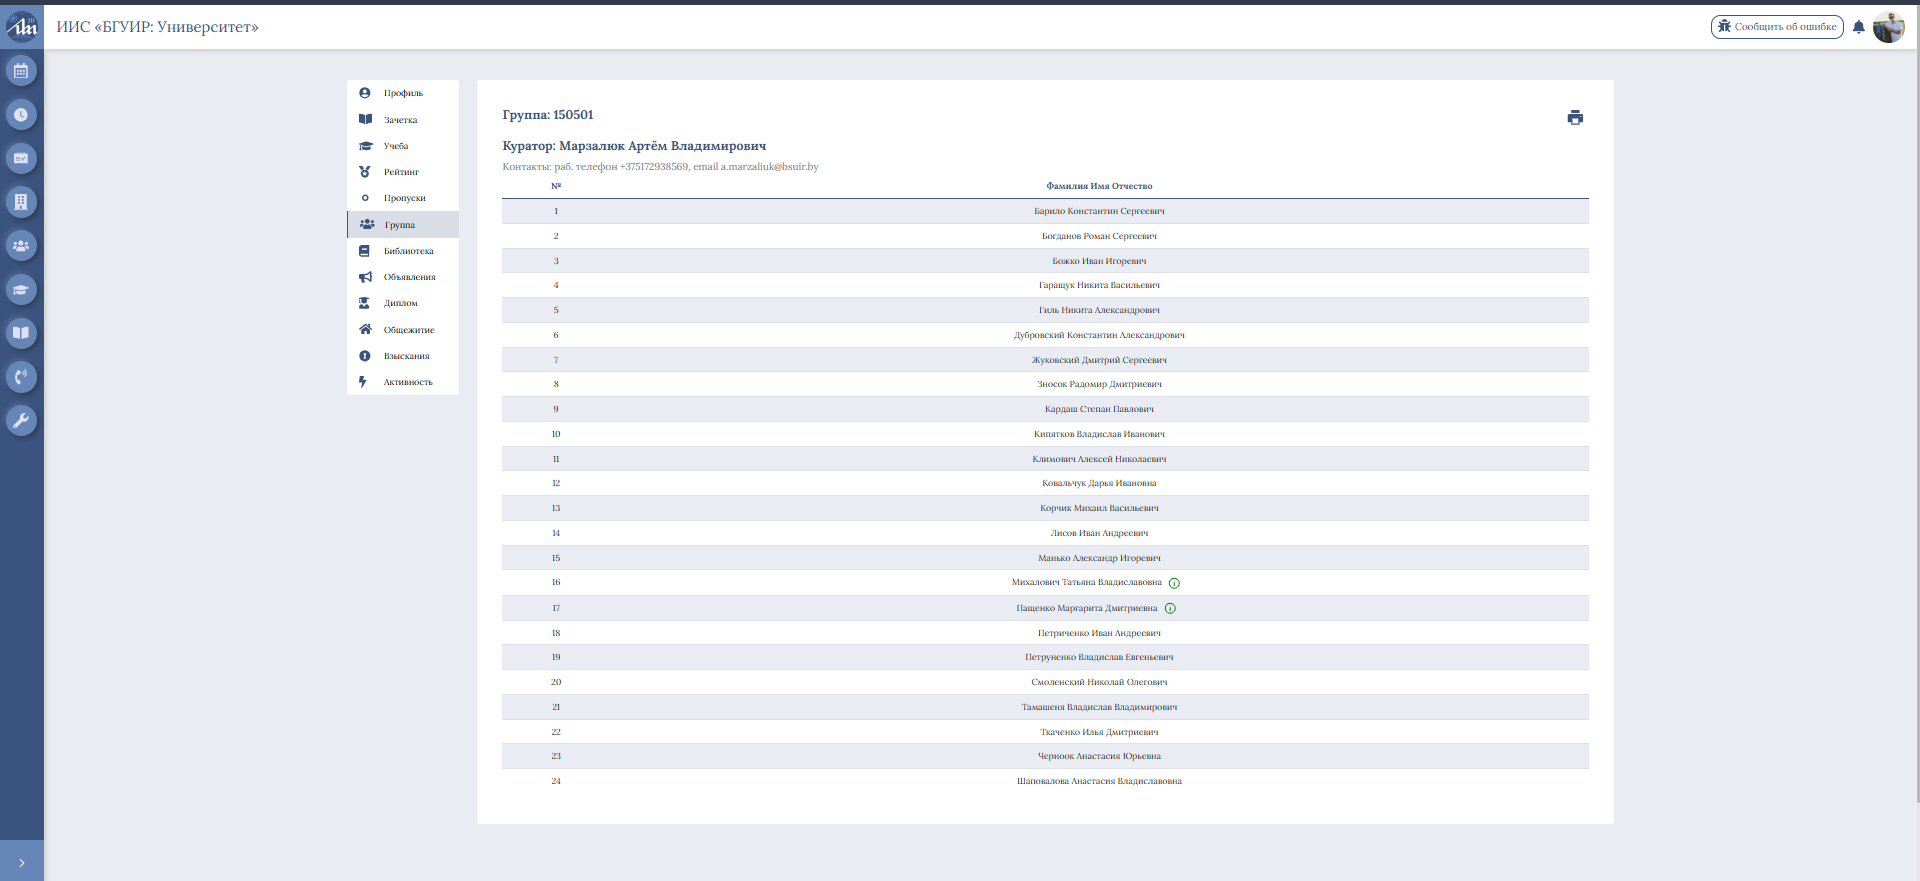 ИИС «БГУИР: Университет»
Сообщить об ошибке
Профиль
Зачетка
Учеба
Рейтинг
Пропуски
Группа
Библиотека
Объявления
Диплом
Общежитие
Взыскания
Активность
Группа: 150501
Куратор: Марзалюк Артём Владимирович
Контакты: раб. телефон +375172938569, email a.marzaliuk@bsuir.by
№ Фамилия Имя Отчество
1 Барило Константин Сергеевич
2 Богданов Роман Сергеевич
3 Божко Иван Игоревич
4 Гаращук Никита Васильевич
5 Гиль Никита Александрович
6 Дубровский Константин Александрович
7 Жуковский Дмитрий Сергеевич
8 Зносок Радомир Дмитриевич
9 Кардаш Степан Павлович
10 Кипятков Владислав Иванович
11 Климович Алексей Николаевич
12 Ковальчук Дарья Ивановна
13 Корчик Михаил Васильевич
14 Лисов Иван Андреевич
15 Манько Александр Игоревич
16 Михалович Татьяна Владиславовна
17 Пащенко Маргарита Дмитриевна
18 Петриченко Иван Андреевич
19 Петруненко Владислав Евгеньевич
20 Смоленский Николай Олегович
21 Тамашеня Владислав Владимирович
22 Ткаченко Илья Дмитриевич
23 Черноок Анастасия Юрьевна
24 Шаповалова Анастасия Владиславовна